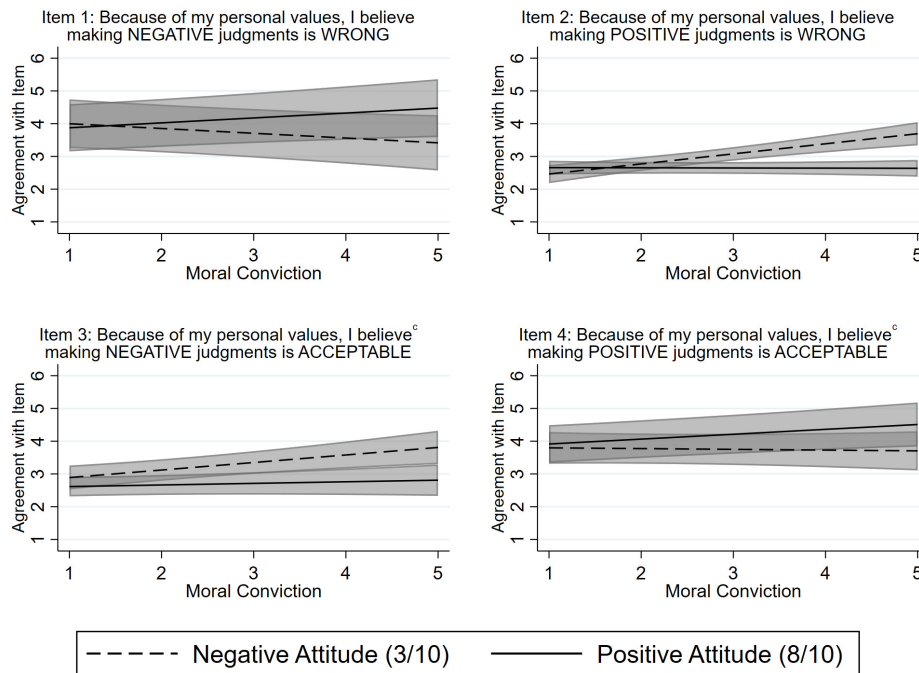 Item 1: Because of my personal values, I believe
making NEGATIVE judgments is WRONG
Agreement with Item
6
5
4
3
2
1
1 2 3 4 5
Moral Conviction
Item 2: Because of my personal values, I believe
making POSITIVE judgments is WRONG
Agreement with Item
6
5
4
3
2
1
1 2 3 4 5
Moral Conviction
Item 3: Because of my personal values, I believe c
making NEGATIVE judgments is ACCEPTABLE
Agreement with Item
6
5
4
3
2
1
1 2 3 4 5
Moral Conviction
Item 4: Because of my personal values, I believe c
making POSITIVE judgments is ACCEPTABLE
Agreement with Item
6
5
4
3
2
1
1 2 3 4 5
Moral Conviction
Negative Attitude (3/10) Positive Attitude (8/10)